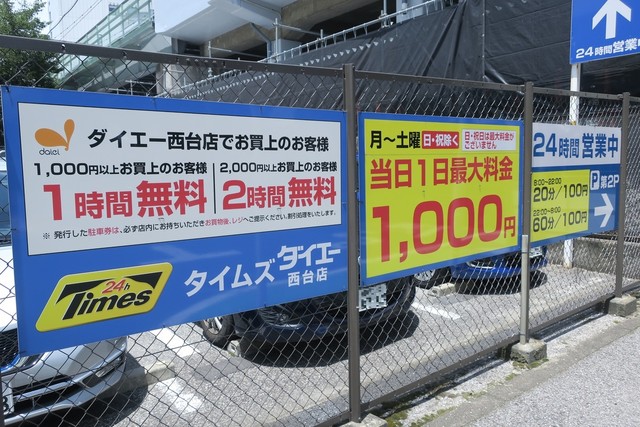 daiei
ダイエー西台店でお買上のお客様
1,000円以上お買上のお客様
1時間無料
2,000円以上お買上のお客様
2時間無料
※ 発行した駐車券は、必ず店内にお持ちいただきお買物後、レジへご提示ください。割引処理をいたします。
24h
Times
タイムズ ダイエー
西台店
月～土曜 日・祝除く
日・祝日は最大料金が
ございません
当日1日最大料金
1,000円
24時間 営業中
8:00-22:00
20分/100円
22:00-8:00
60分/100円
P 第2P
24時間営業